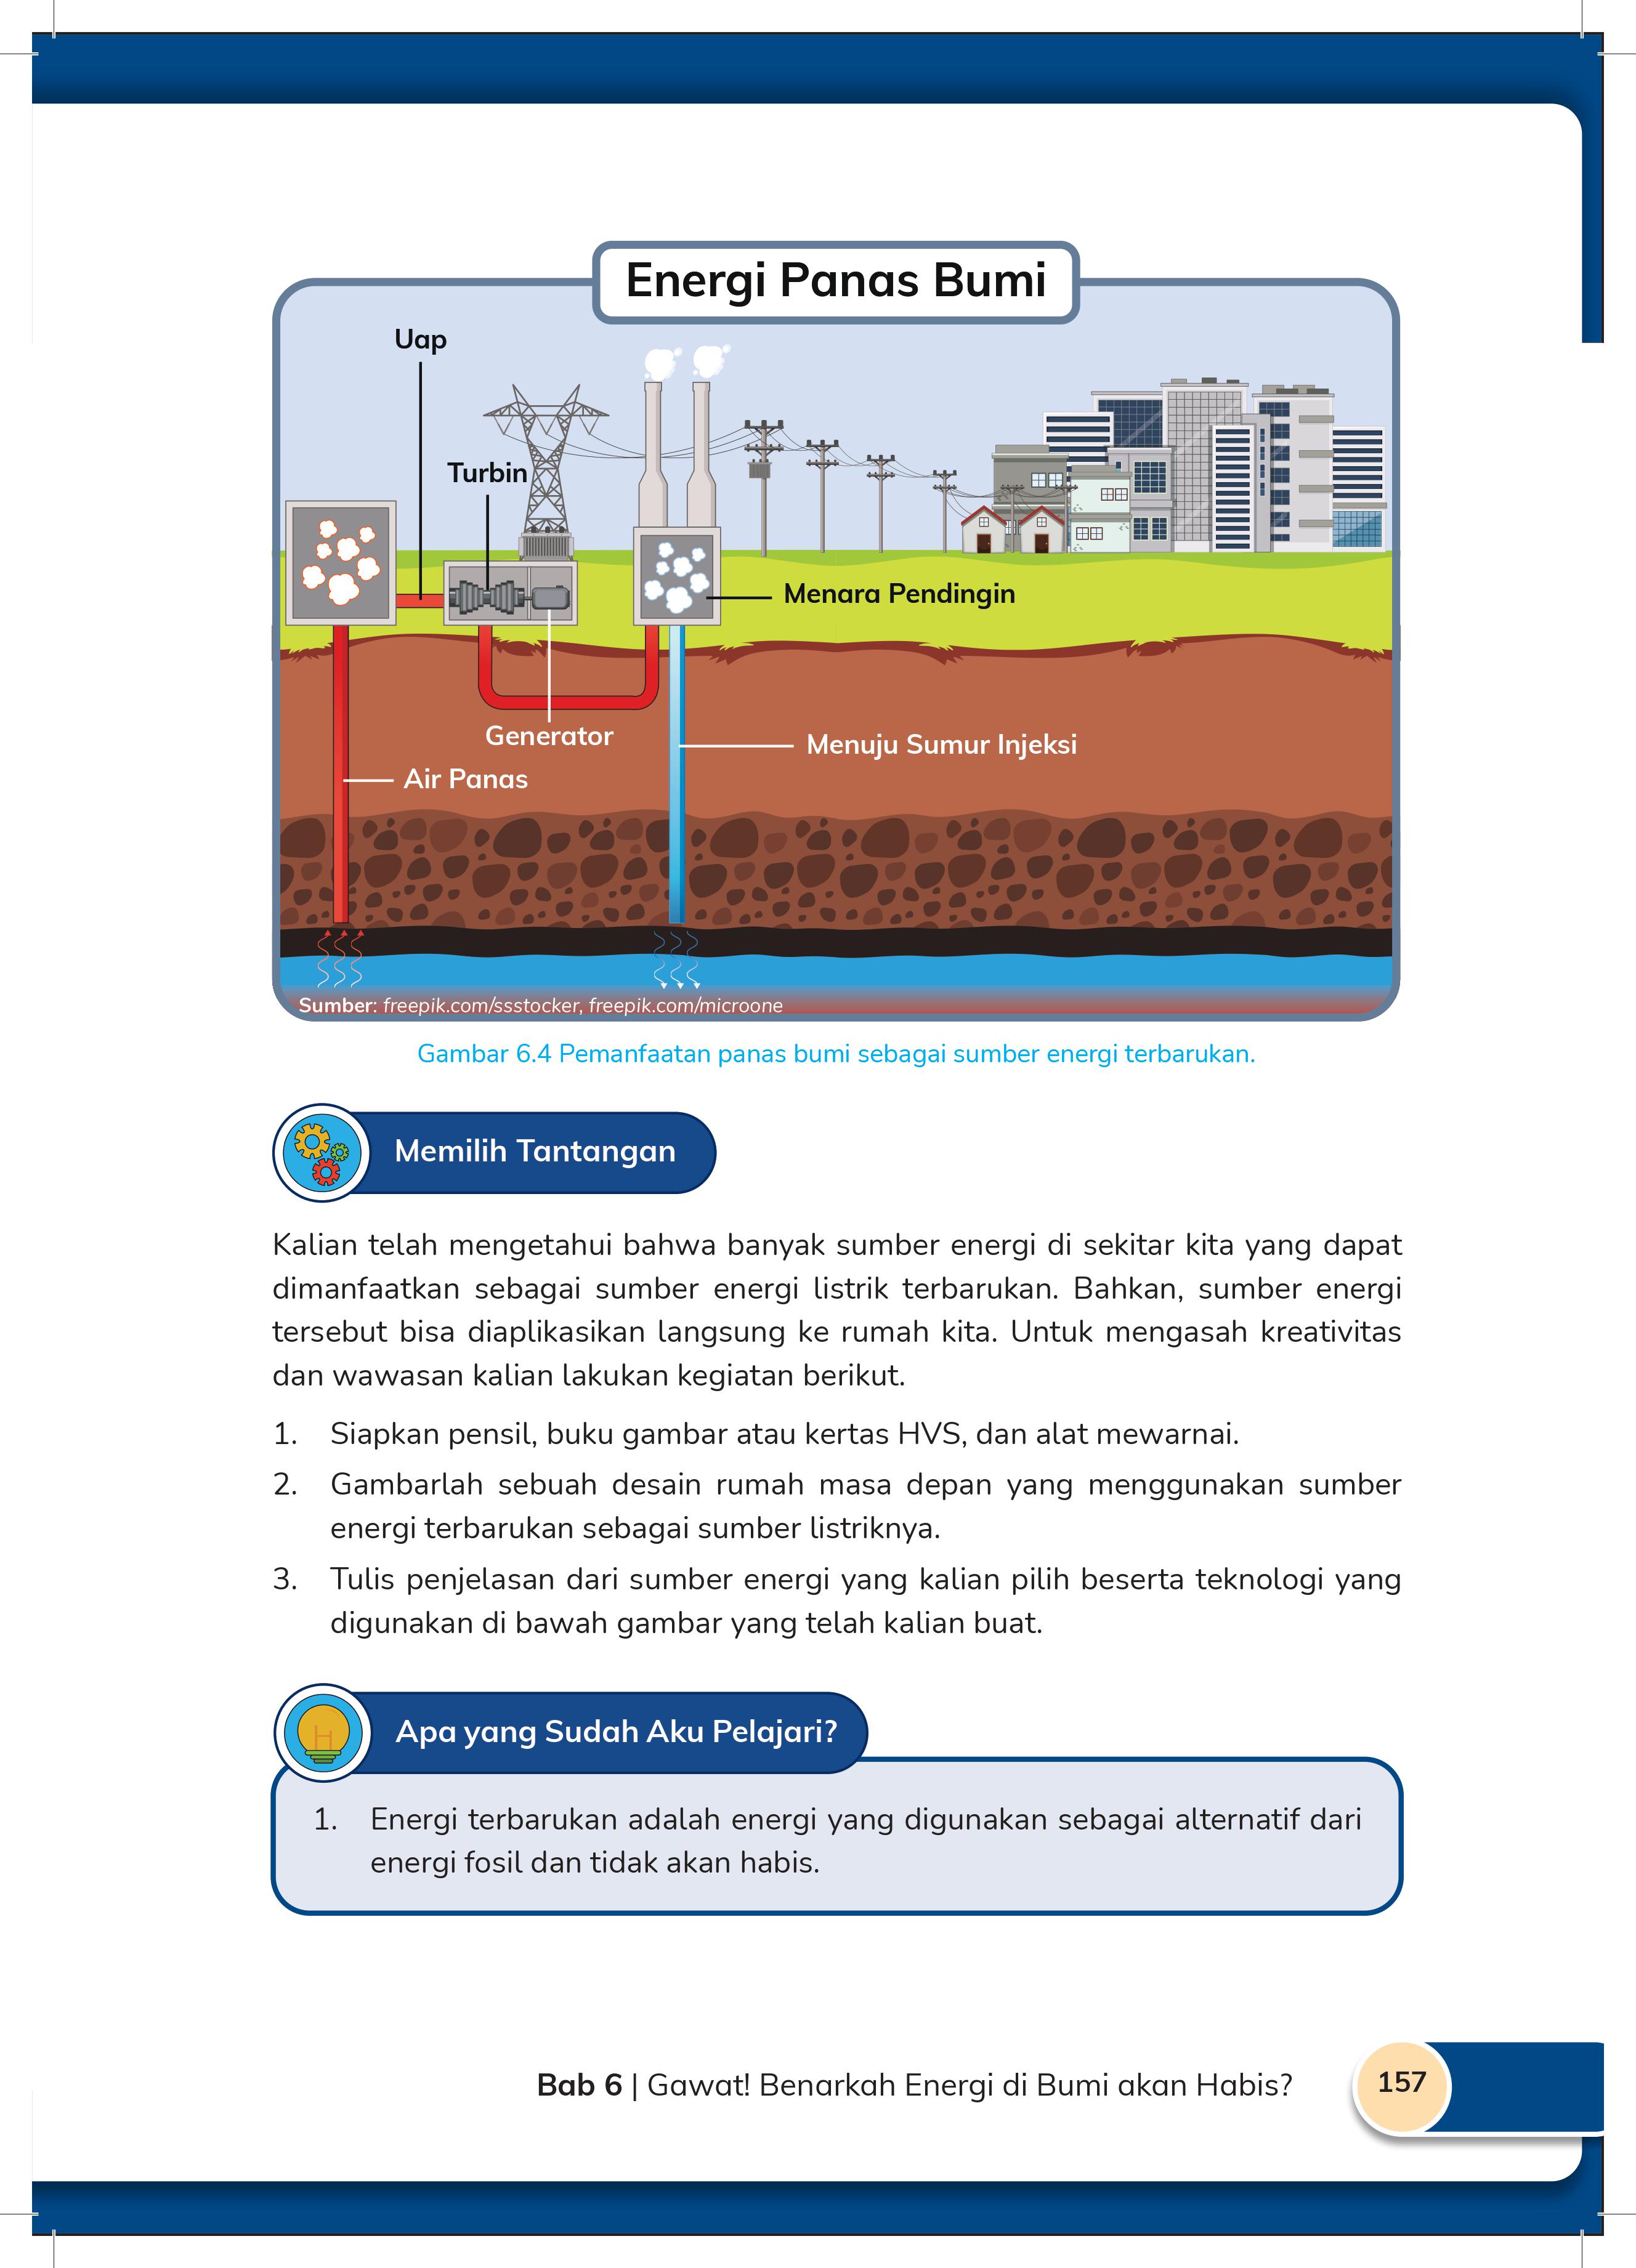 Energi Panas Bumi
Uap
Turbin
Menara Pendingin
Generator
Menuju Sumur Injeksi
Air Panas
Sumber: freepik.com/ssstocker, freepik.com/microone
Gambar 6.4 Pemanfaatan panas bumi sebagai sumber energi terbarukan.
Memilih Tantangan
Kalian telah mengetahui bahwa banyak sumber energi di sekitar kita yang dapat
dimanfaatkan sebagai sumber energi listrik terbarukan. Bahkan, sumber energi
tersebut bisa diaplikasikan langsung ke rumah kita. Untuk mengasah kreativitas
dan wawasan kalian lakukan kegiatan berikut.
1. Siapkan pensil, buku gambar atau kertas HVS, dan alat mewarnai.
2. Gambarlah sebuah desain rumah masa depan yang menggunakan sumber
energi terbarukan sebagai sumber listriknya.
3. Tulis penjelasan dari sumber energi yang kalian pilih beserta teknologi yang
digunakan di bawah gambar yang telah kalian buat.
Apa yang Sudah Aku Pelajari?
1. Energi terbarukan adalah energi yang digunakan sebagai alternatif dari
energi fosil dan tidak akan habis.
Bab 6 | Gawat! Benarkah Energi di Bumi akan Habis?
157